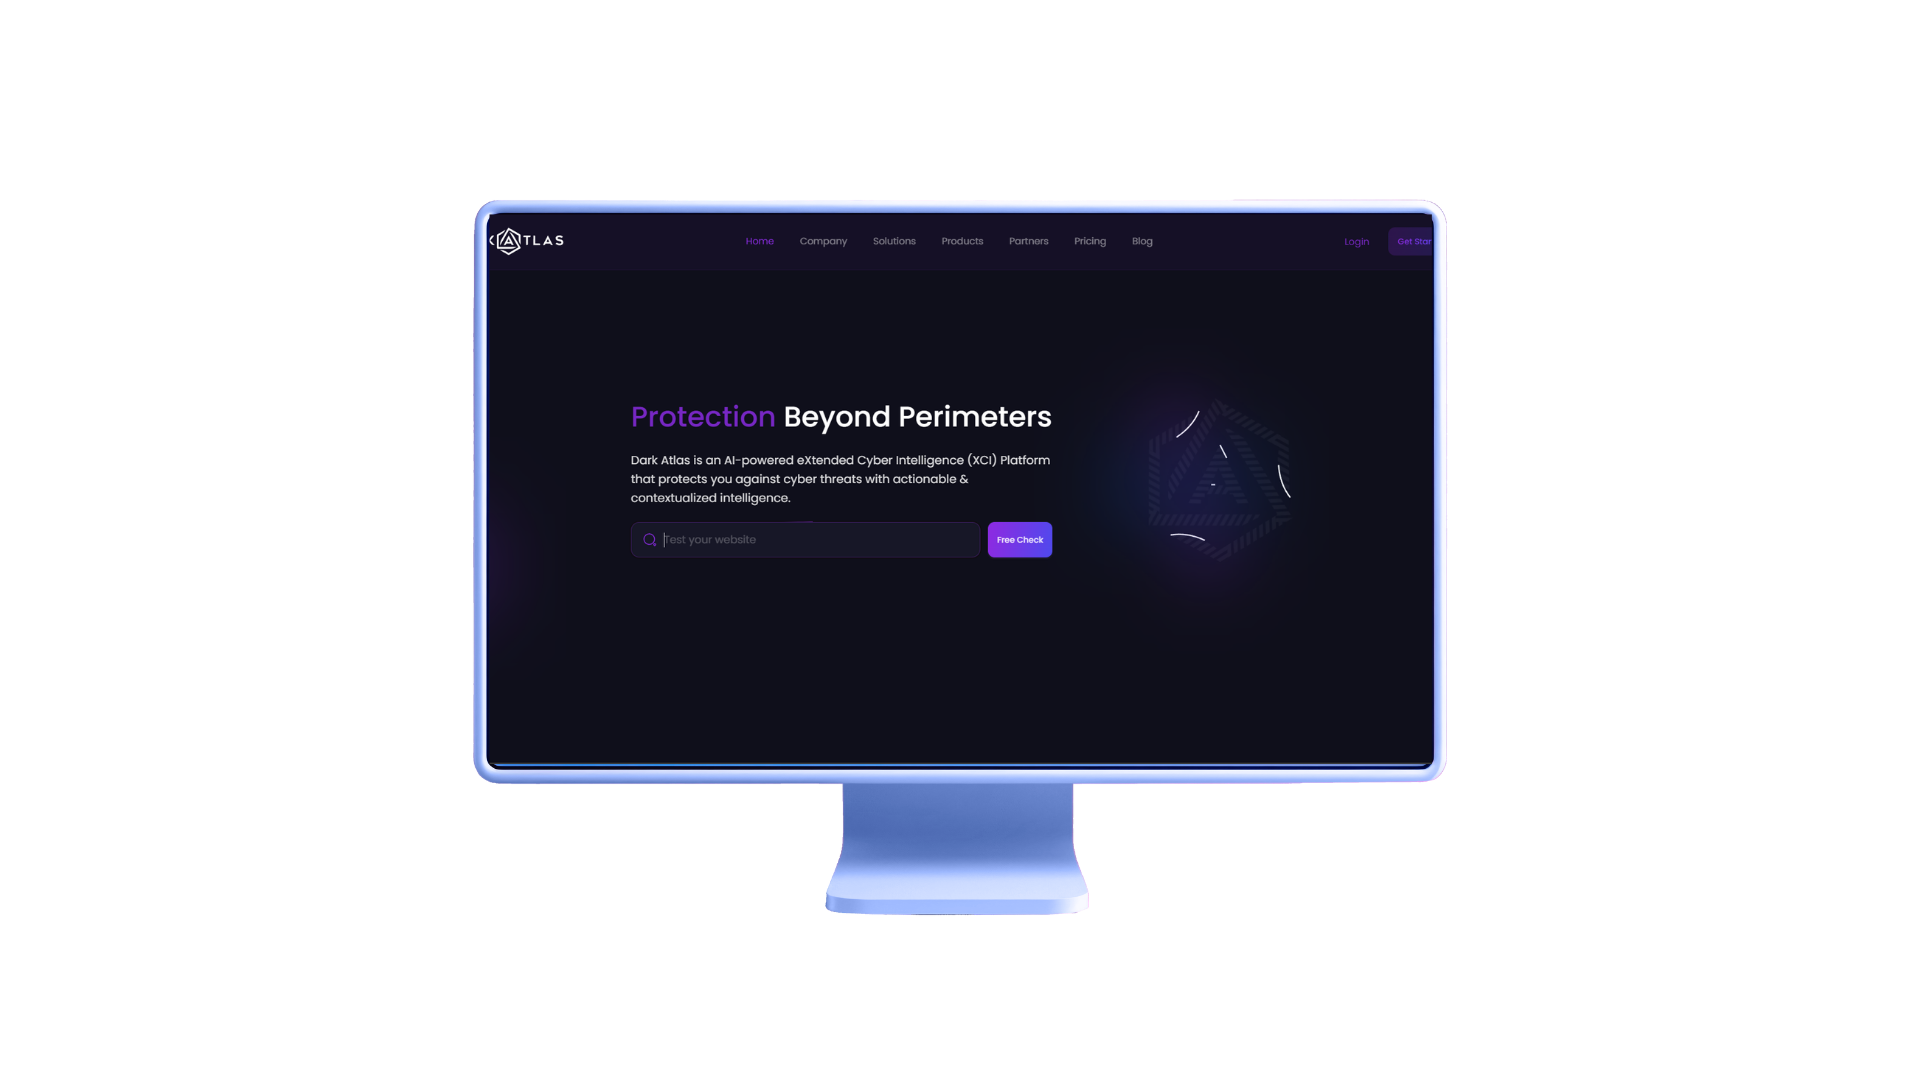 ATLAS
Home Company Solutions Products Partners Pricing Blog Login Get Star
Protection Beyond Perimeters
Dark Atlas is an AI-powered eXtended Cyber Intelligence (XCI) Platform
that protects you against cyber threats with actionable &
contextualized intelligence.
Test your website
Free Check